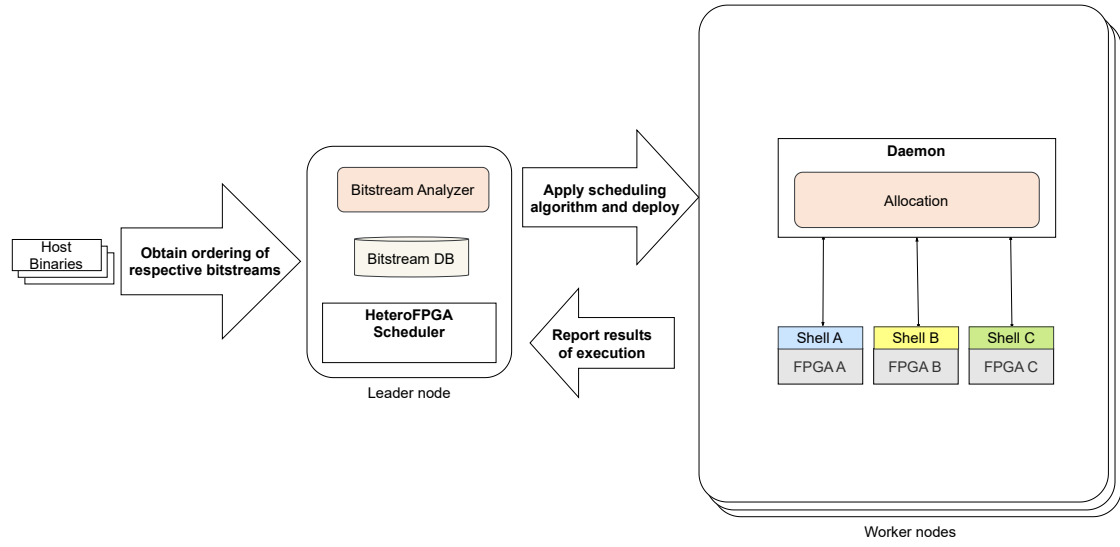 Host
Binaries
Obtain ordering of
respective bitstreams
Bitstream Analyzer
Bitstream DB
HeteroFPGA
Scheduler
Leader node
Apply scheduling
algorithm and deploy
Report results
of execution
Daemon
Allocation
Shell A
Shell B
Shell C
FPGA A
FPGA B
FPGA C
Worker nodes